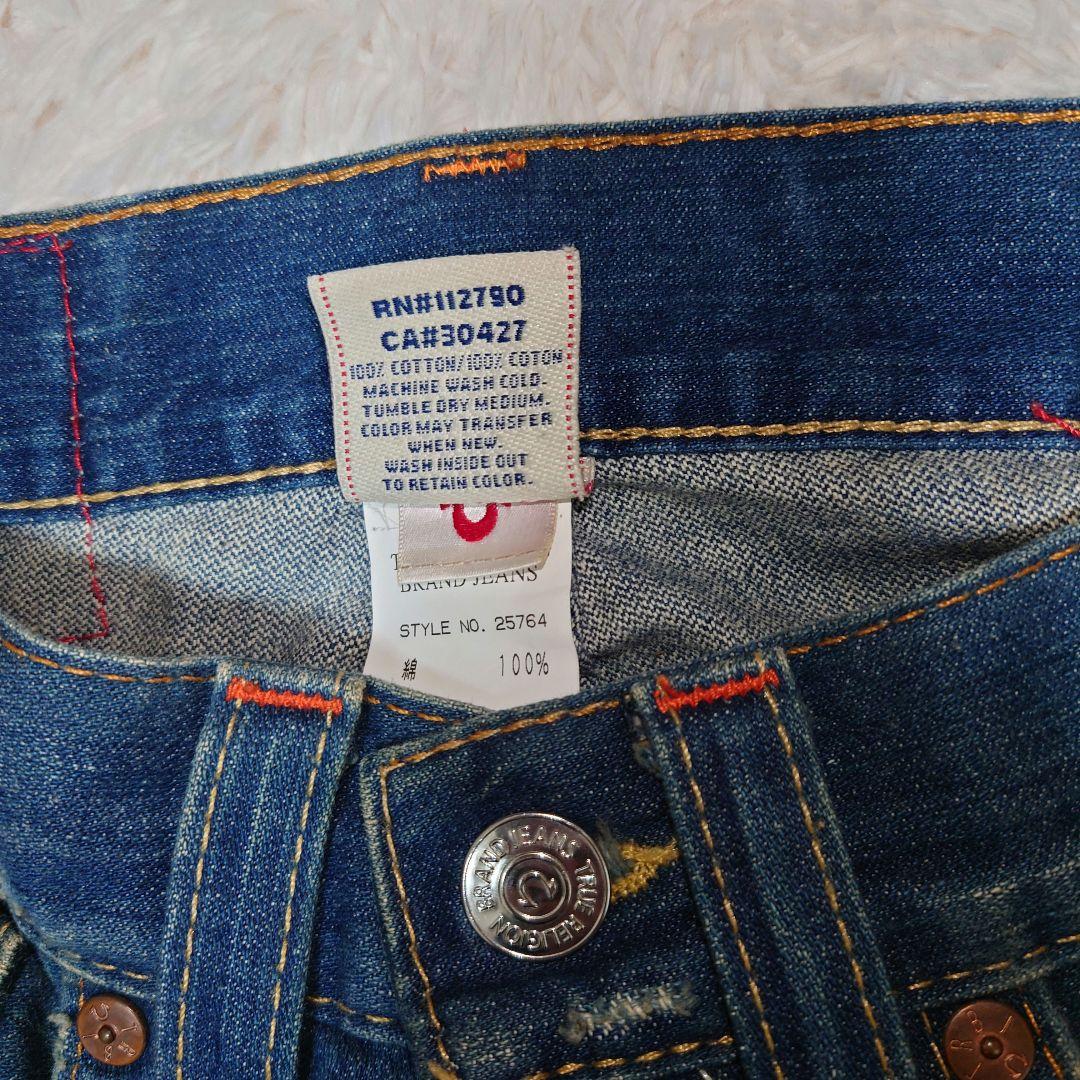 RN#112790
CA#30427
100% COTTON/100% COTON
MACHINE WASH COLD.
TUMBLE DRY MEDIUM.
COLOR MAY TRANSFER
WHEN NEW.
WASH INSIDE OUT
TO RETAIN COLOR.
BRAND JEANS
STYLE NO. 25764
綿 100%
TRUE RELIGION BRAND JEANS